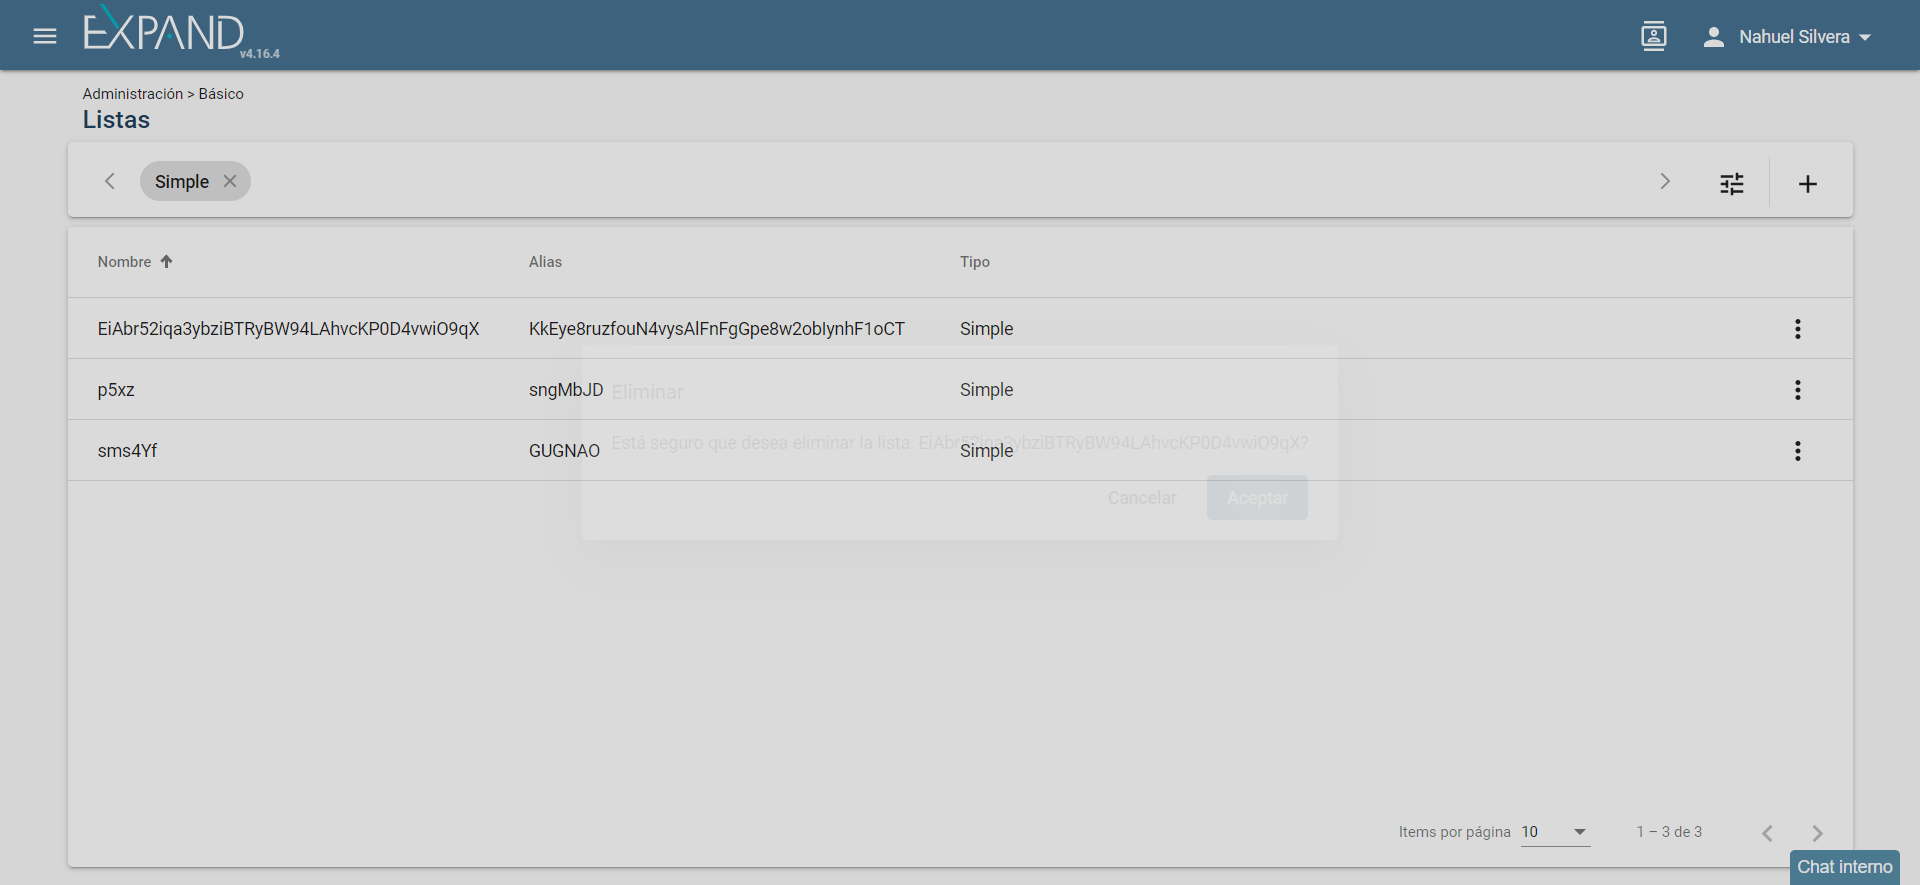 EXPAND
v4.16.4
Nahuel Silvera
Administración > Básico
Listas
Simple
Nombre Alias Tipo
EiAbr52iqa3ybziBTRyBW94LAhvcKP0D4vwiO9qX KkEye8ruzfouN4vysAlFnFgGpe8w2obIynhF1oCT Simple
p5xz sngMbJD Simple
Eliminar
Está seguro que desea eliminar la lista: EiAbr52iqa3ybziBTRyBW94LAhvcKP0D4vwiO9qX?
sms4Yf GUGNAO Simple
Cancelar Aceptar
Items por página 10 1 – 3 de 3
Chat interno